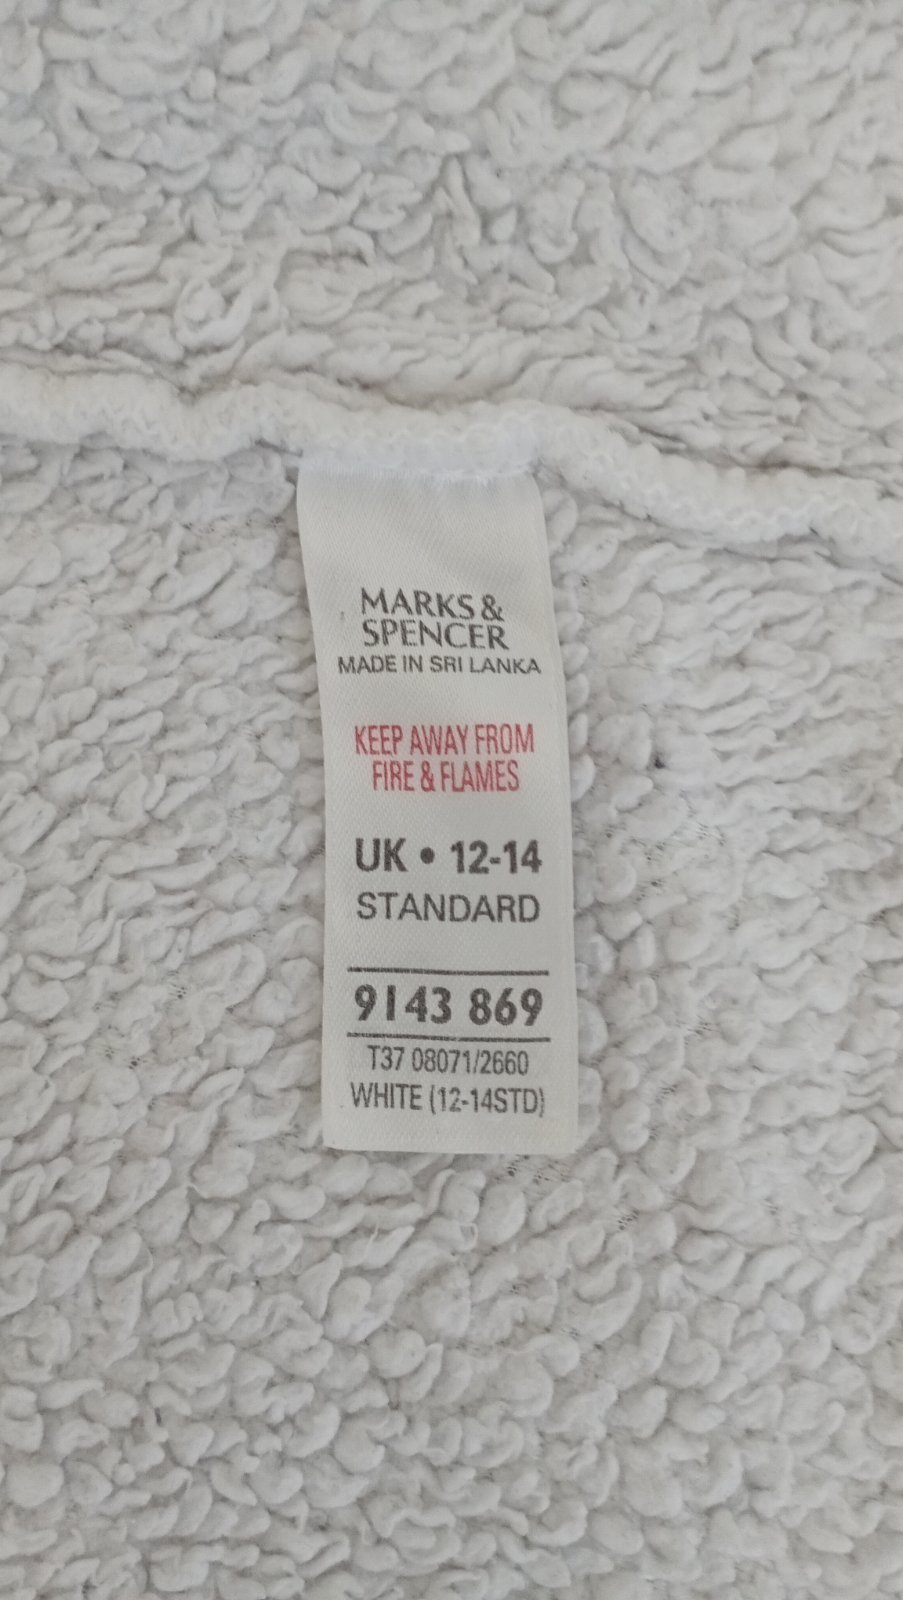 MARKS &
SPENCER
MADE IN SRI LANKA
KEEP AWAY FROM
FIRE & FLAMES
UK • 12-14
STANDARD
9143 869
T37 08071/2660
WHITE (12-14STD)